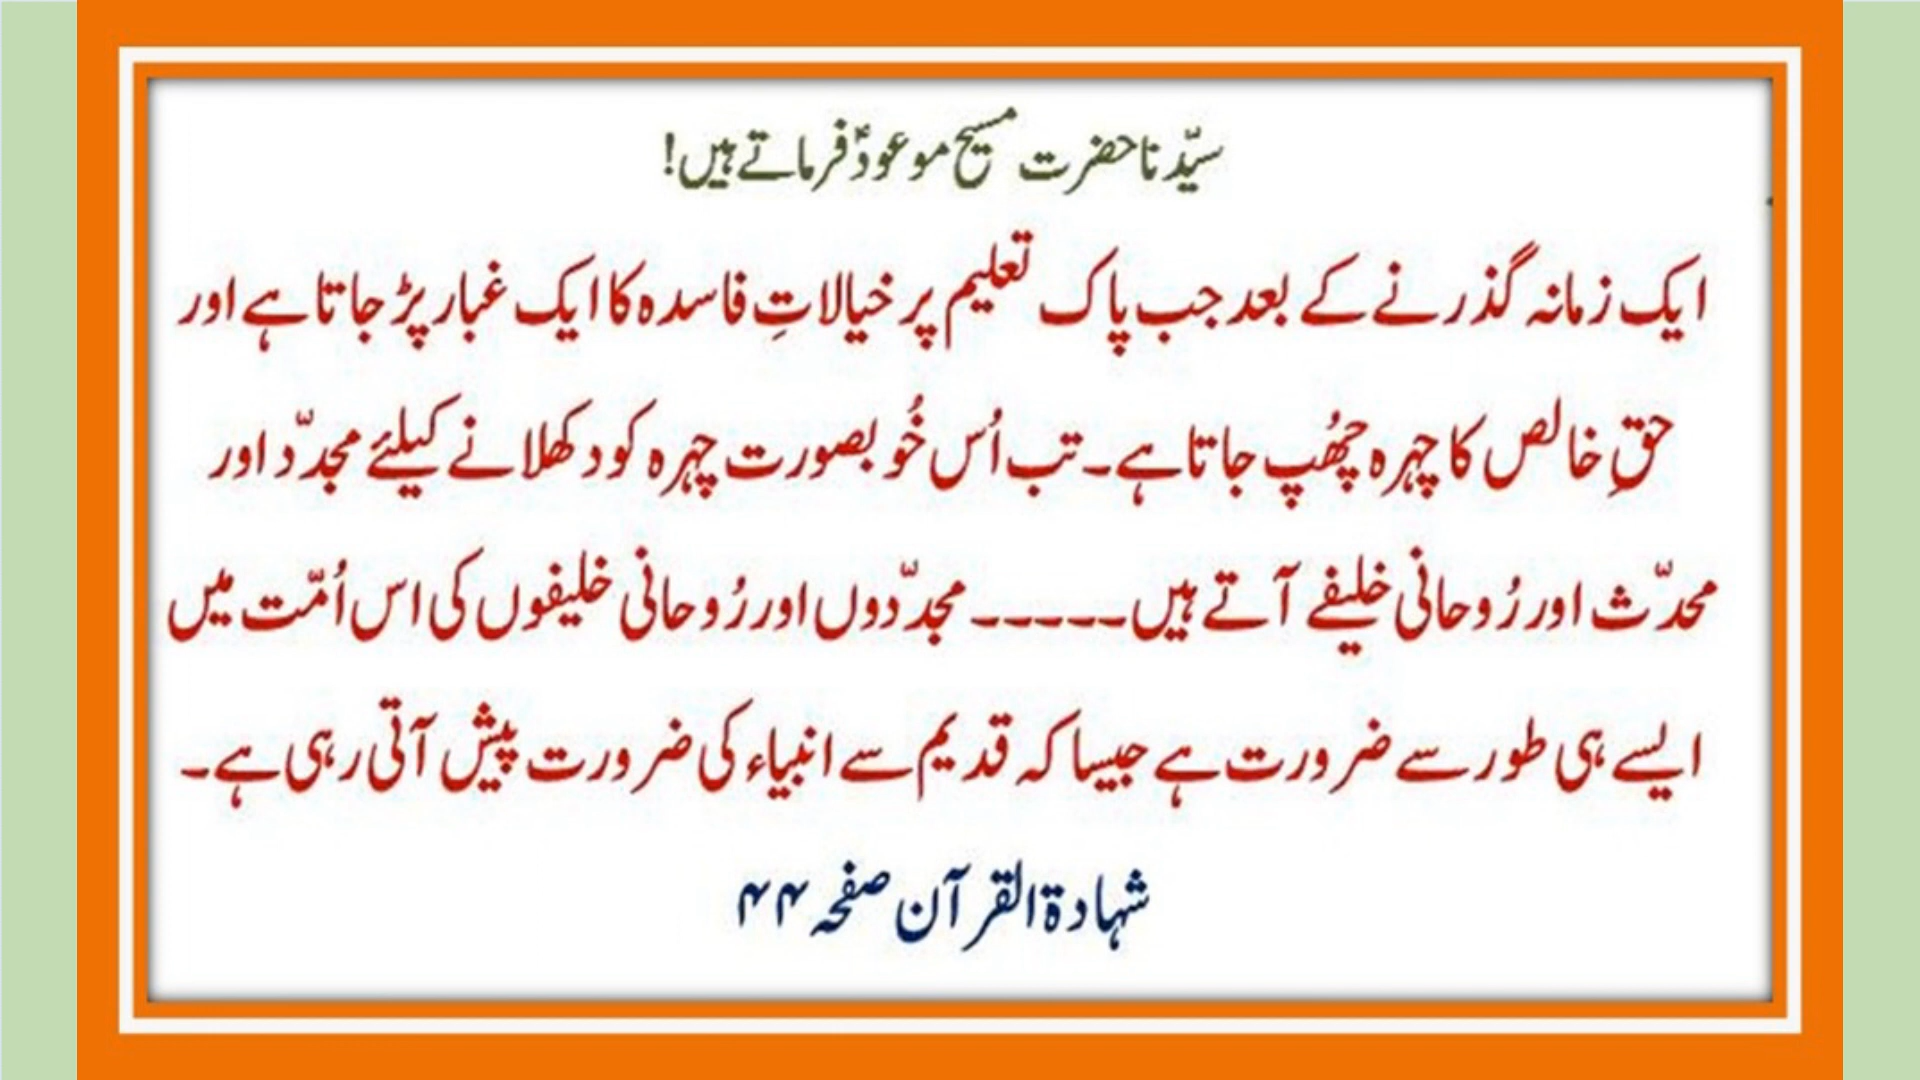 سیّدنا حضرت مسیح موعودؑ فرماتے ہیں!
ایک زمانہ گذرنے کے بعد جب پاک تعلیم پر خیالاتِ فاسدہ کا ایک غبار پڑ جاتا ہے اور
حقِ خالص کا چہرہ چھُپ جاتا ہے۔ تب اُس خُوبصورت چہرہ کو دکھلانے کیلئے مجدّد اور
محدّث اور رُوحانی خلیفے آتے ہیں۔۔۔۔۔ مجدّدوں اور رُوحانی خلیفوں کی اس اُمّت میں
ایسے ہی طور سے ضرورت ہے جیسا کہ قدیم سے انبیاء کی ضرورت پیش آتی رہی ہے۔
شہادۃ القرآن صفحہ ۴۴